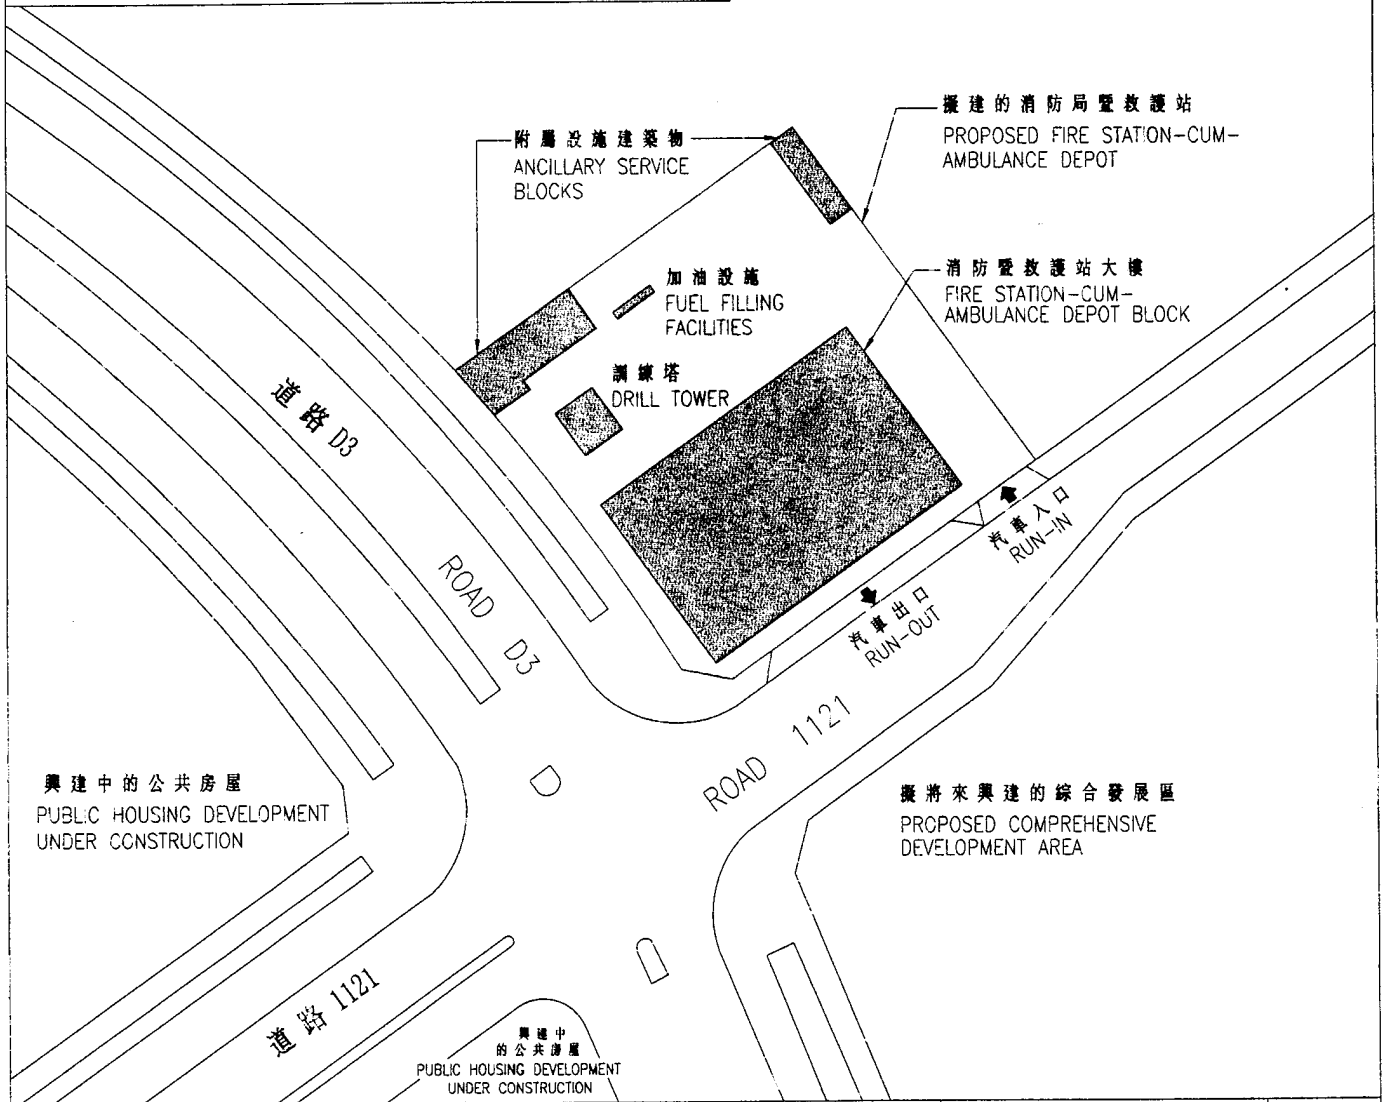 附屬設施建築物
ANCILLARY SERVICE
BLOCKS
擬建的消防局暨救護站
PROPOSED FIRE STATION-CUM-
AMBULANCE DEPOT
加油設施
FUEL FILLING
FACILITIES
消防暨救護站大樓
FIRE STATION-CUM-
AMBULANCE DEPOT BLOCK
訓練塔
DRILL TOWER
道路 D3
ROAD D3
汽車入口
RUN-IN
汽車出口
RUN-OUT
ROAD 1121
興建中的公共房屋
PUBLIC HOUSING DEVELOPMENT
UNDER CONSTRUCTION
擬將來興建的綜合發展區
PROPOSED COMPREHENSIVE
DEVELOPMENT AREA
道路 1121
興建中
的公共房屋
PUBLIC HOUSING DEVELOPMENT
UNDER CONSTRUCTION